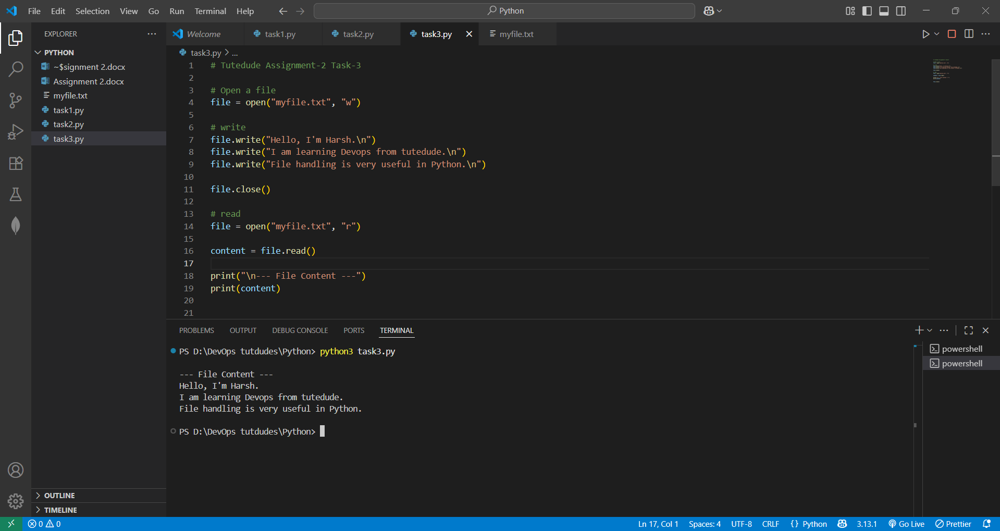 File Edit Selection View Go Run Terminal Help
Python
EXPLORER
PYTHON
~$signment 2.docx
Assignment 2.docx
myfile.txt
task1.py
task2.py
task3.py
OUTLINE
TIMELINE
Welcome
task1.py
task2.py
task3.py
myfile.txt
task3.py > ...
1 # Tutedude Assignment-2 Task-3
2
3 # Open a file
4 file = open("myfile.txt", "w")
5
6 # write
7 file.write("Hello, I'm Harsh.\n")
8 file.write("I am learning Devops from tutedude.\n")
9 file.write("File handling is very useful in Python.\n")
10
11 file.close()
12
13 # read
14 file = open("myfile.txt", "r")
15
16 content = file.read()
17
18 print("\n--- File Content ---")
19 print(content)
20
21
PROBLEMS OUTPUT DEBUG CONSOLE PORTS TERMINAL
PS D:\DevOps tutdudes\Python> python3 task3.py
--- File Content ---
Hello, I'm Harsh.
I am learning Devops from tutedude.
File handling is very useful in Python.
PS D:\DevOps tutdudes\Python>
powershell
powershell
0 0
Ln 17, Col 1 Spaces: 4 UTF-8 CRLF {} Python 3.13.1 Go Live Prettier